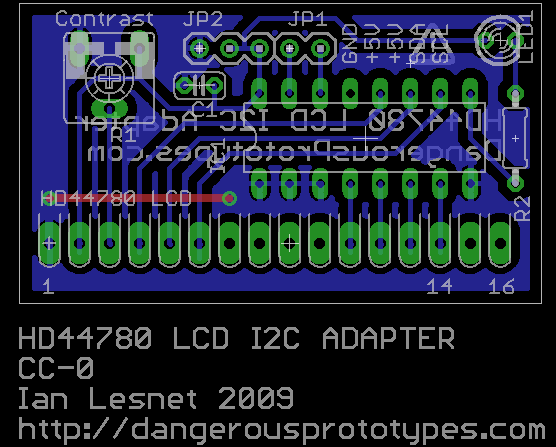 Contrast JP2 JP1
GND
+5V
+5V
SDA
SCL
LED1
C1
R1
IC1
HD44780 LCD I2C Adapter
DangerousPrototypes.com
R2
HD44780 LCD
1 14 16
HD44780 LCD I2C ADAPTER
CC-0
Ian Lesnet 2009
http://dangerousprototypes.com